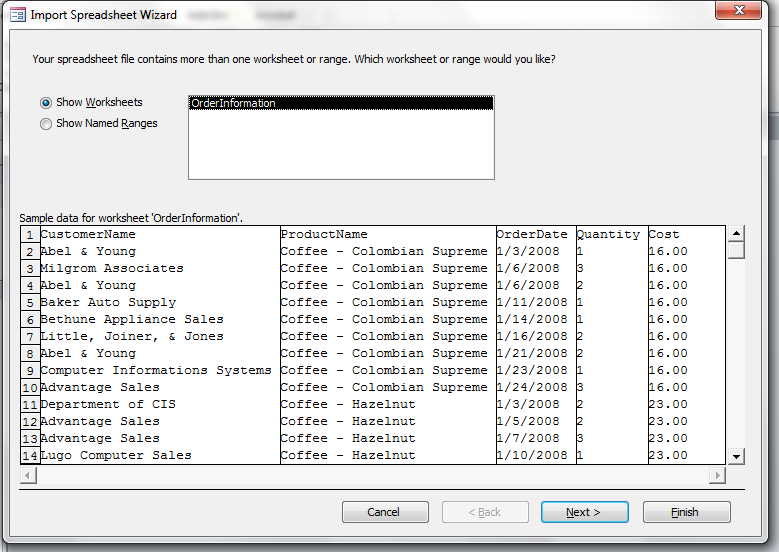 Import Spreadsheet Wizard
Your spreadsheet file contains more than one worksheet or range. Which worksheet or range would you like?
Show Worksheets
Show Named Ranges
OrderInformation
Sample data for worksheet 'OrderInformation'.
1 CustomerName ProductName OrderDate Quantity Cost
2 Abel & Young Coffee - Colombian Supreme 1/3/2008 1 16.00
3 Milgrom Associates Coffee - Colombian Supreme 1/6/2008 3 16.00
4 Abel & Young Coffee - Colombian Supreme 1/6/2008 2 16.00
5 Baker Auto Supply Coffee - Colombian Supreme 1/11/2008 1 16.00
6 Bethune Appliance Sales Coffee - Colombian Supreme 1/14/2008 1 16.00
7 Little, Joiner, & Jones Coffee - Colombian Supreme 1/16/2008 2 16.00
8 Abel & Young Coffee - Colombian Supreme 1/21/2008 2 16.00
9 Computer Informations Systems Coffee - Colombian Supreme 1/23/2008 1 16.00
10 Advantage Sales Coffee - Colombian Supreme 1/24/2008 3 16.00
11 Department of CIS Coffee - Hazelnut 1/3/2008 2 23.00
12 Advantage Sales Coffee - Hazelnut 1/5/2008 2 23.00
13 Advantage Sales Coffee - Hazelnut 1/7/2008 3 23.00
14 Lugo Computer Sales Coffee - Hazelnut 1/10/2008 1 23.00
Cancel < Back Next > Finish